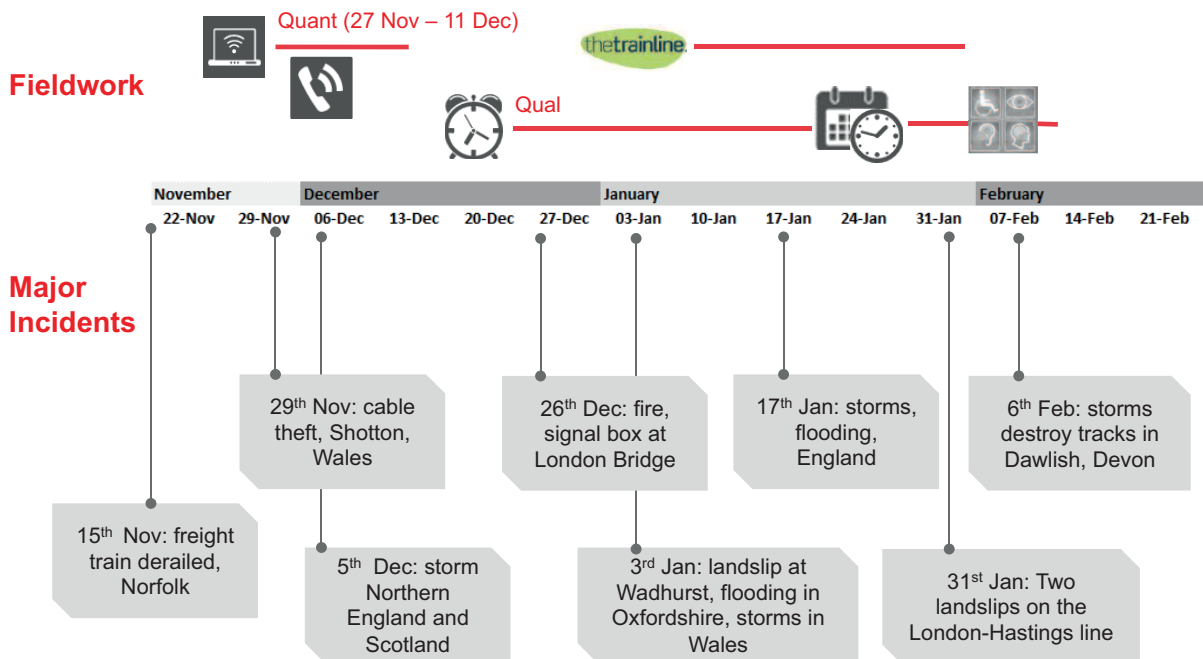 Quant (27 Nov – 11 Dec)
thetrainline.
Fieldwork
Qual
November December January February
22-Nov 29-Nov 06-Dec 13-Dec 20-Dec 27-Dec 03-Jan 10-Jan 17-Jan 24-Jan 31-Jan 07-Feb 14-Feb 21-Feb
Major
Incidents
29th Nov: cable
theft, Shotton,
Wales
26th Dec: fire,
signal box at
London Bridge
17th Jan: storms,
flooding,
England
6th Feb: storms
destroy tracks in
Dawlish, Devon
15th Nov: freight
train derailed,
Norfolk
5th Dec: storm
Northern
England and
Scotland
3rd Jan: landslip at
Wadhurst, flooding in
Oxfordshire, storms in
Wales
31st Jan: Two
landslips on the
London-Hastings line